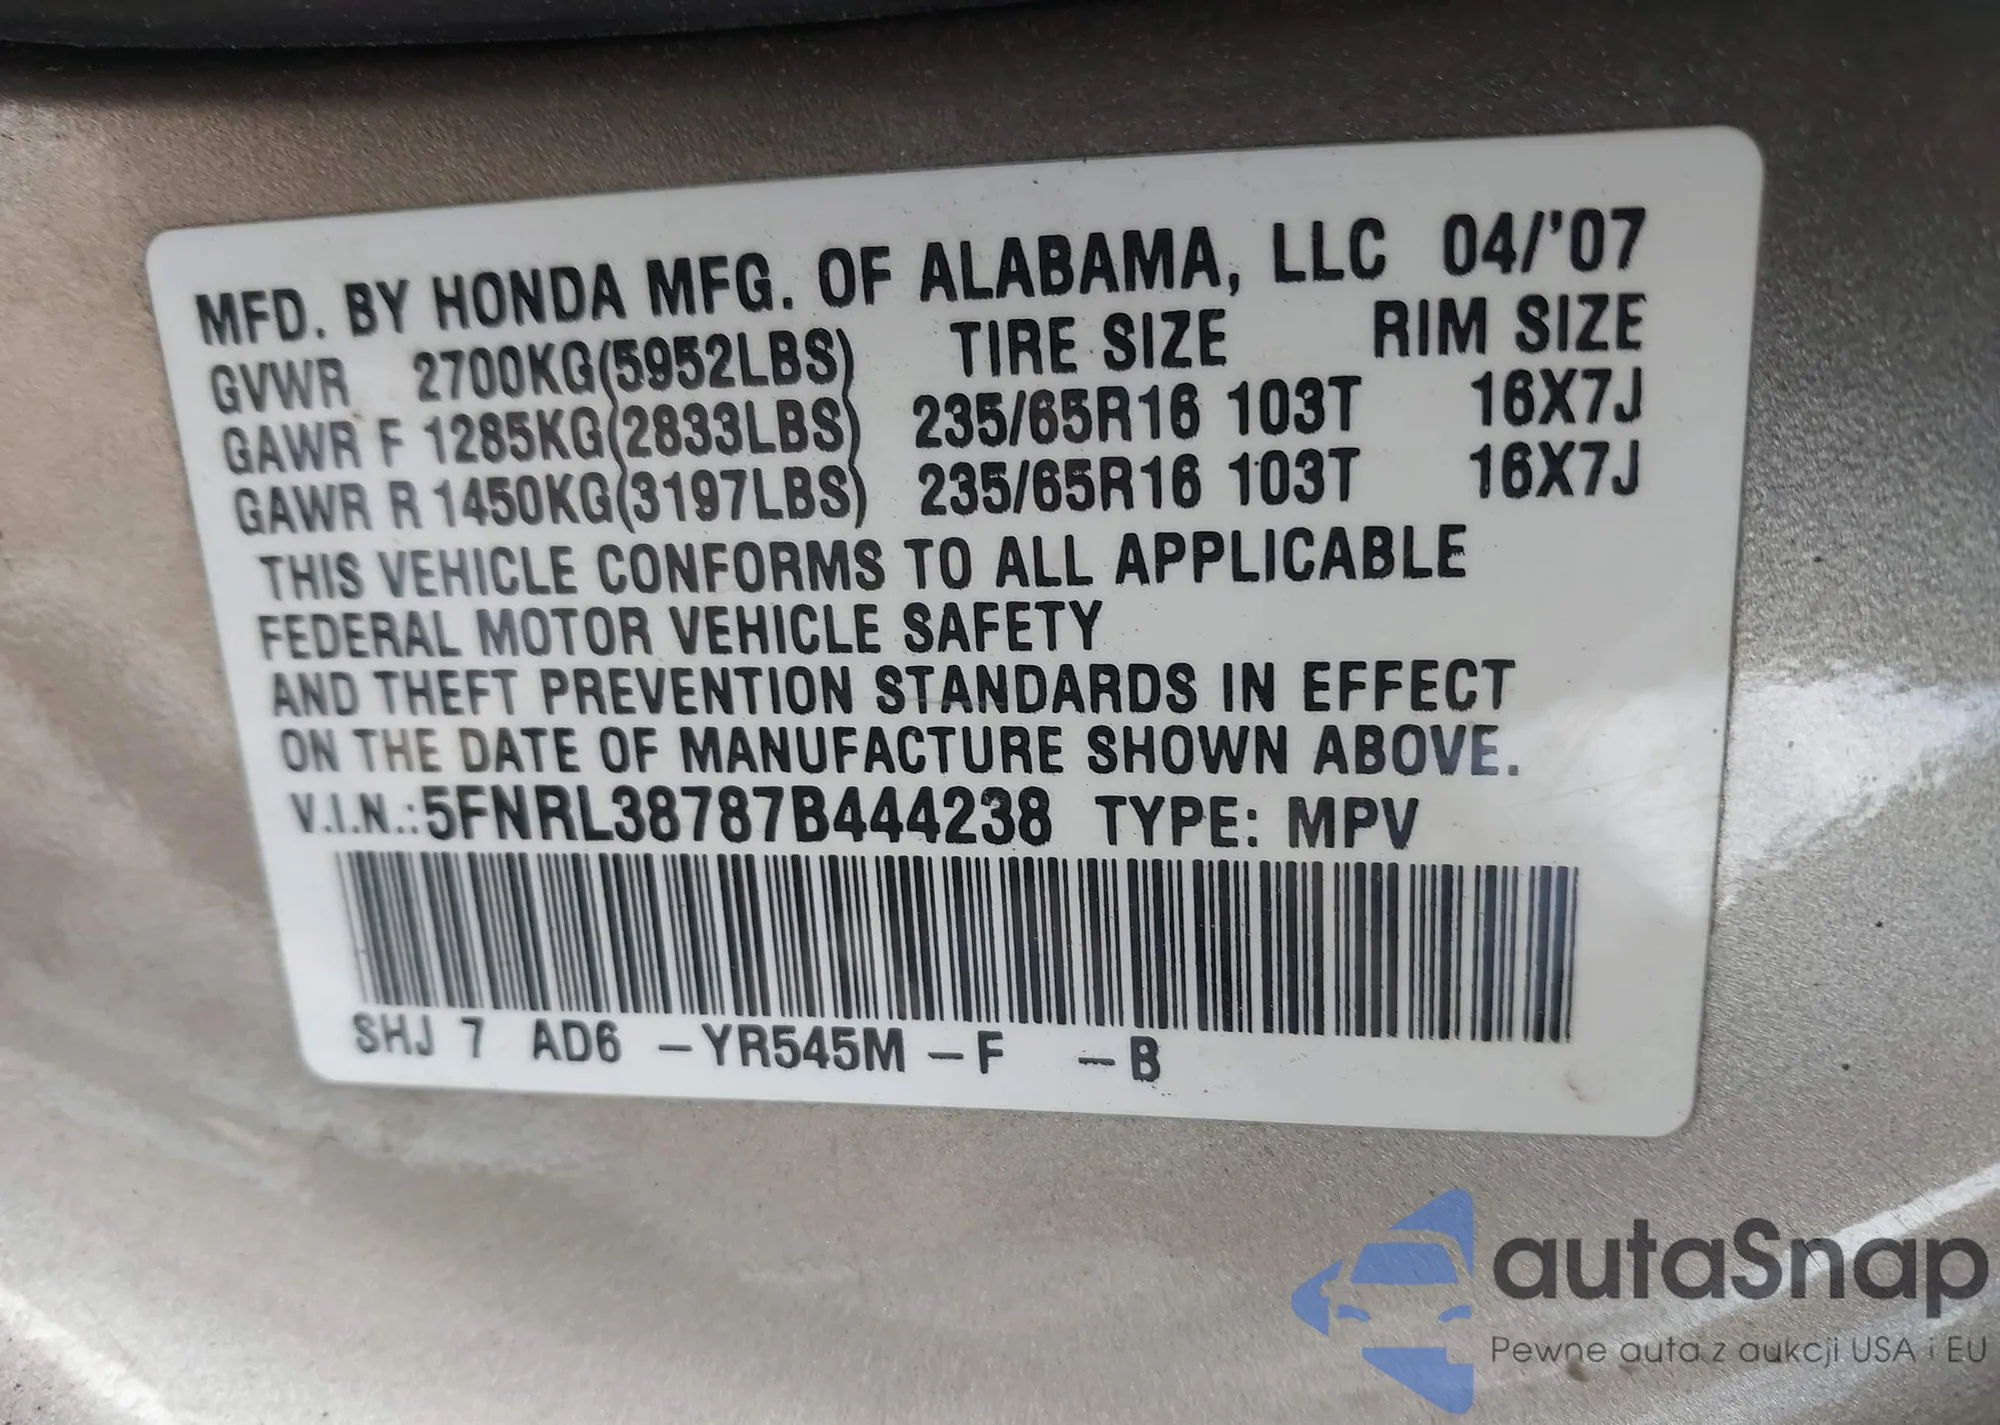 MFD. BY HONDA MFG. OF ALABAMA, LLC 04/'07
GVWR 2700KG(5952LBS) TIRE SIZE RIM SIZE
GAWR F 1285KG(2833LBS) 235/65R16 103T 16X7J
GAWR R 1450KG(3197LBS) 235/65R16 103T 16X7J
THIS VEHICLE CONFORMS TO ALL APPLICABLE
FEDERAL MOTOR VEHICLE SAFETY
AND THEFT PREVENTION STANDARDS IN EFFECT
ON THE DATE OF MANUFACTURE SHOWN ABOVE.
V.I.N.:5FNRL38787B444238 TYPE: MPV
SHJ 7 AD6 -YR545M -F -B
autaSnap
Pewne auta z aukcji USA i EU